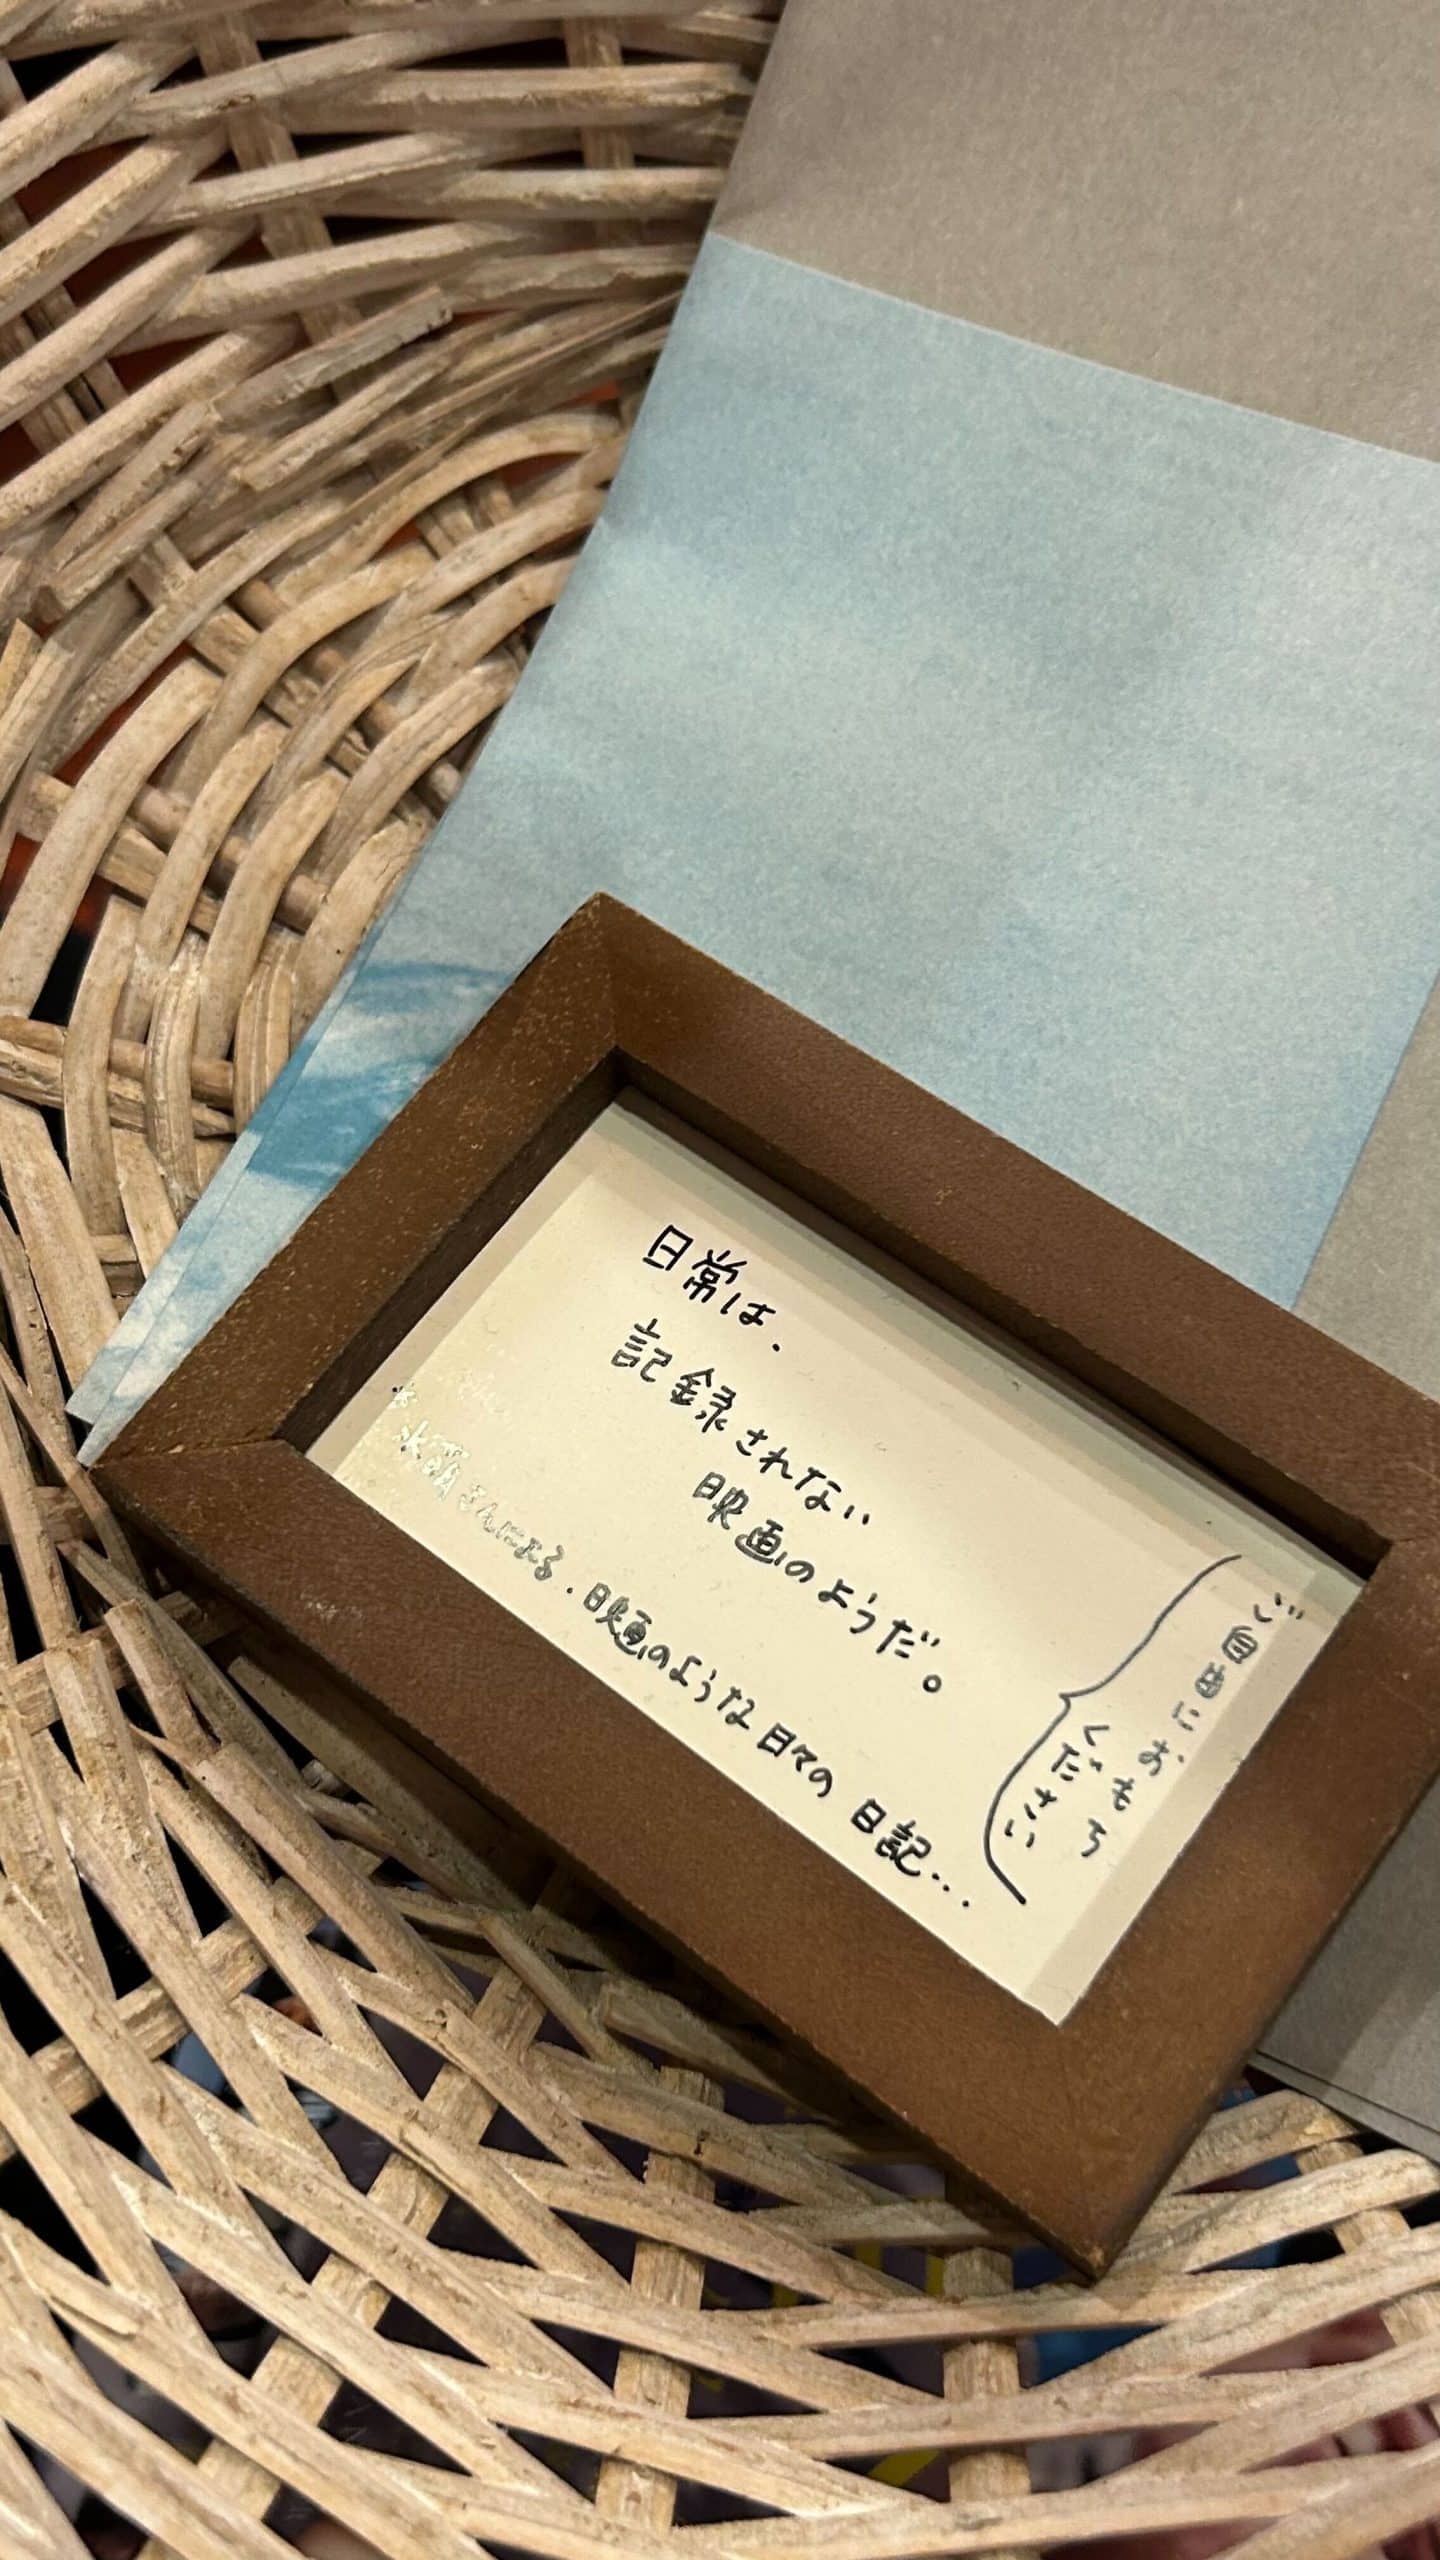 日常は、
記録されない
映画のようだ。
※
水萌さんによる、映画のような日々の日記…
ご自由におもち
ください